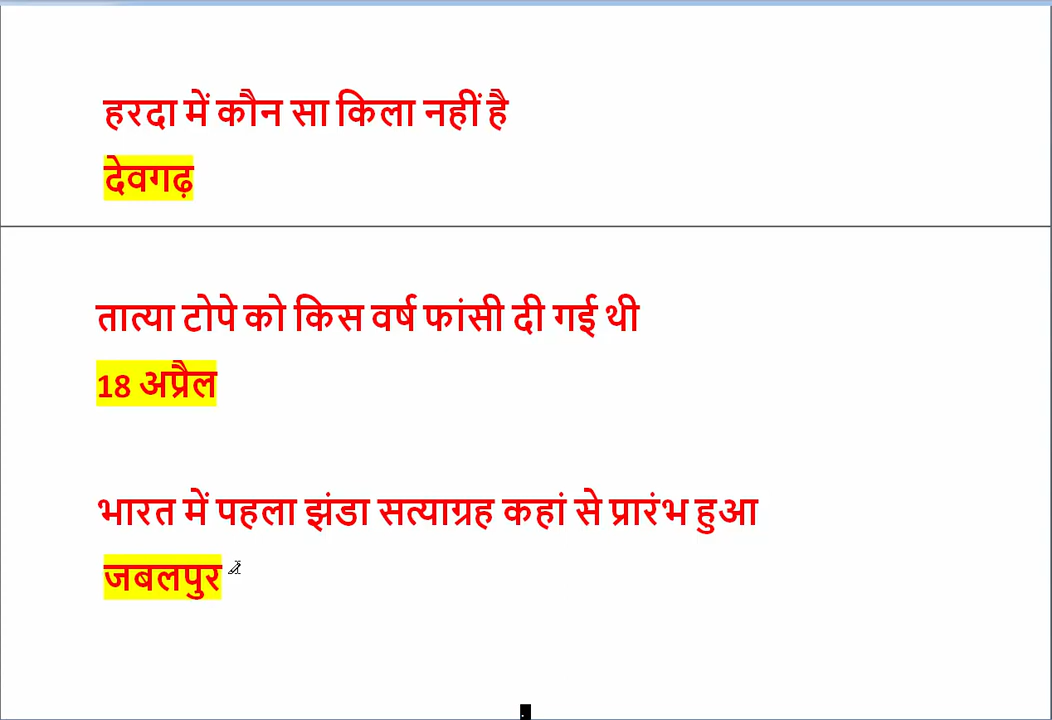 हरदा में कौन सा किला नहीं है
देवगढ़
तात्या टोपे को किस वर्ष फांसी दी गई थी
18 अप्रैल
भारत में पहला झंडा सत्याग्रह कहां से प्रारंभ हुआ
जबलपुर